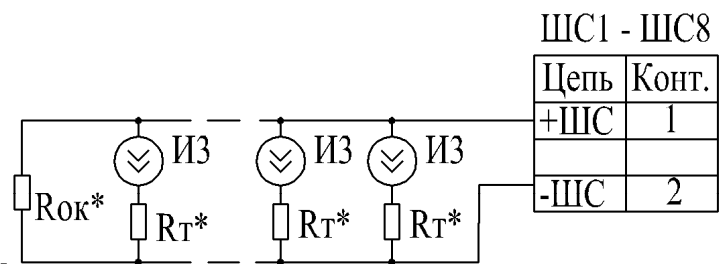 ШС1 - ШС8
Цепь Конт.
+ШС 1
-ШС 2
ИЗ ИЗ ИЗ
Rок* Rт* Rт* Rт*